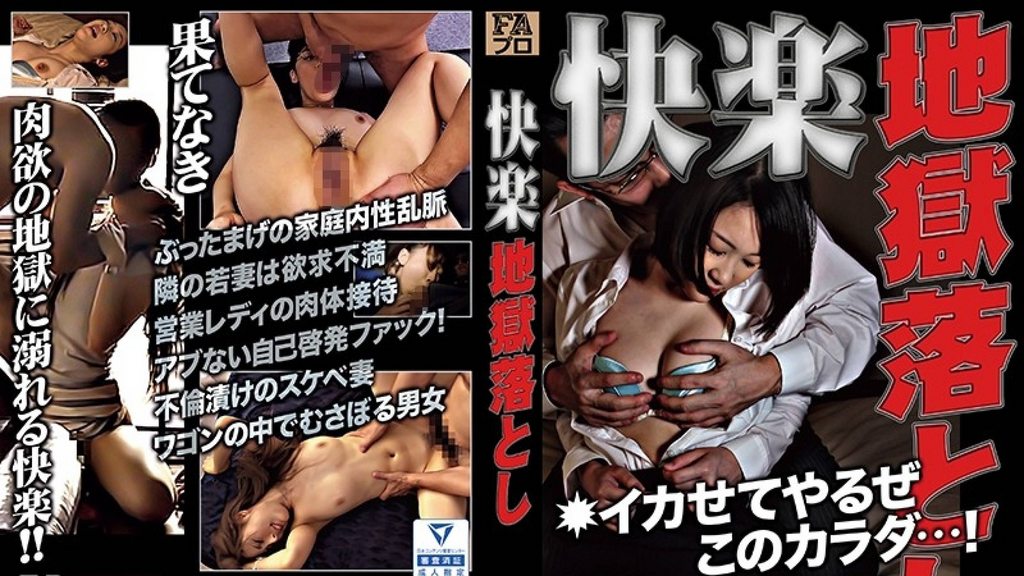 肉欲の地獄に溺れる快楽!!
果てなき
ぶったまげの家庭内性乱脈
隣の若妻は欲求不満
営業レディの肉体接待
アブない自己啓発ファック!
不倫漬けのスケベ妻
ワゴンの中でむさぼる男女
審査済証
成人指定
FA
プロ
快楽
地獄落とし
快楽
地獄落とし
イカせてやるぜ
このカラダ…!